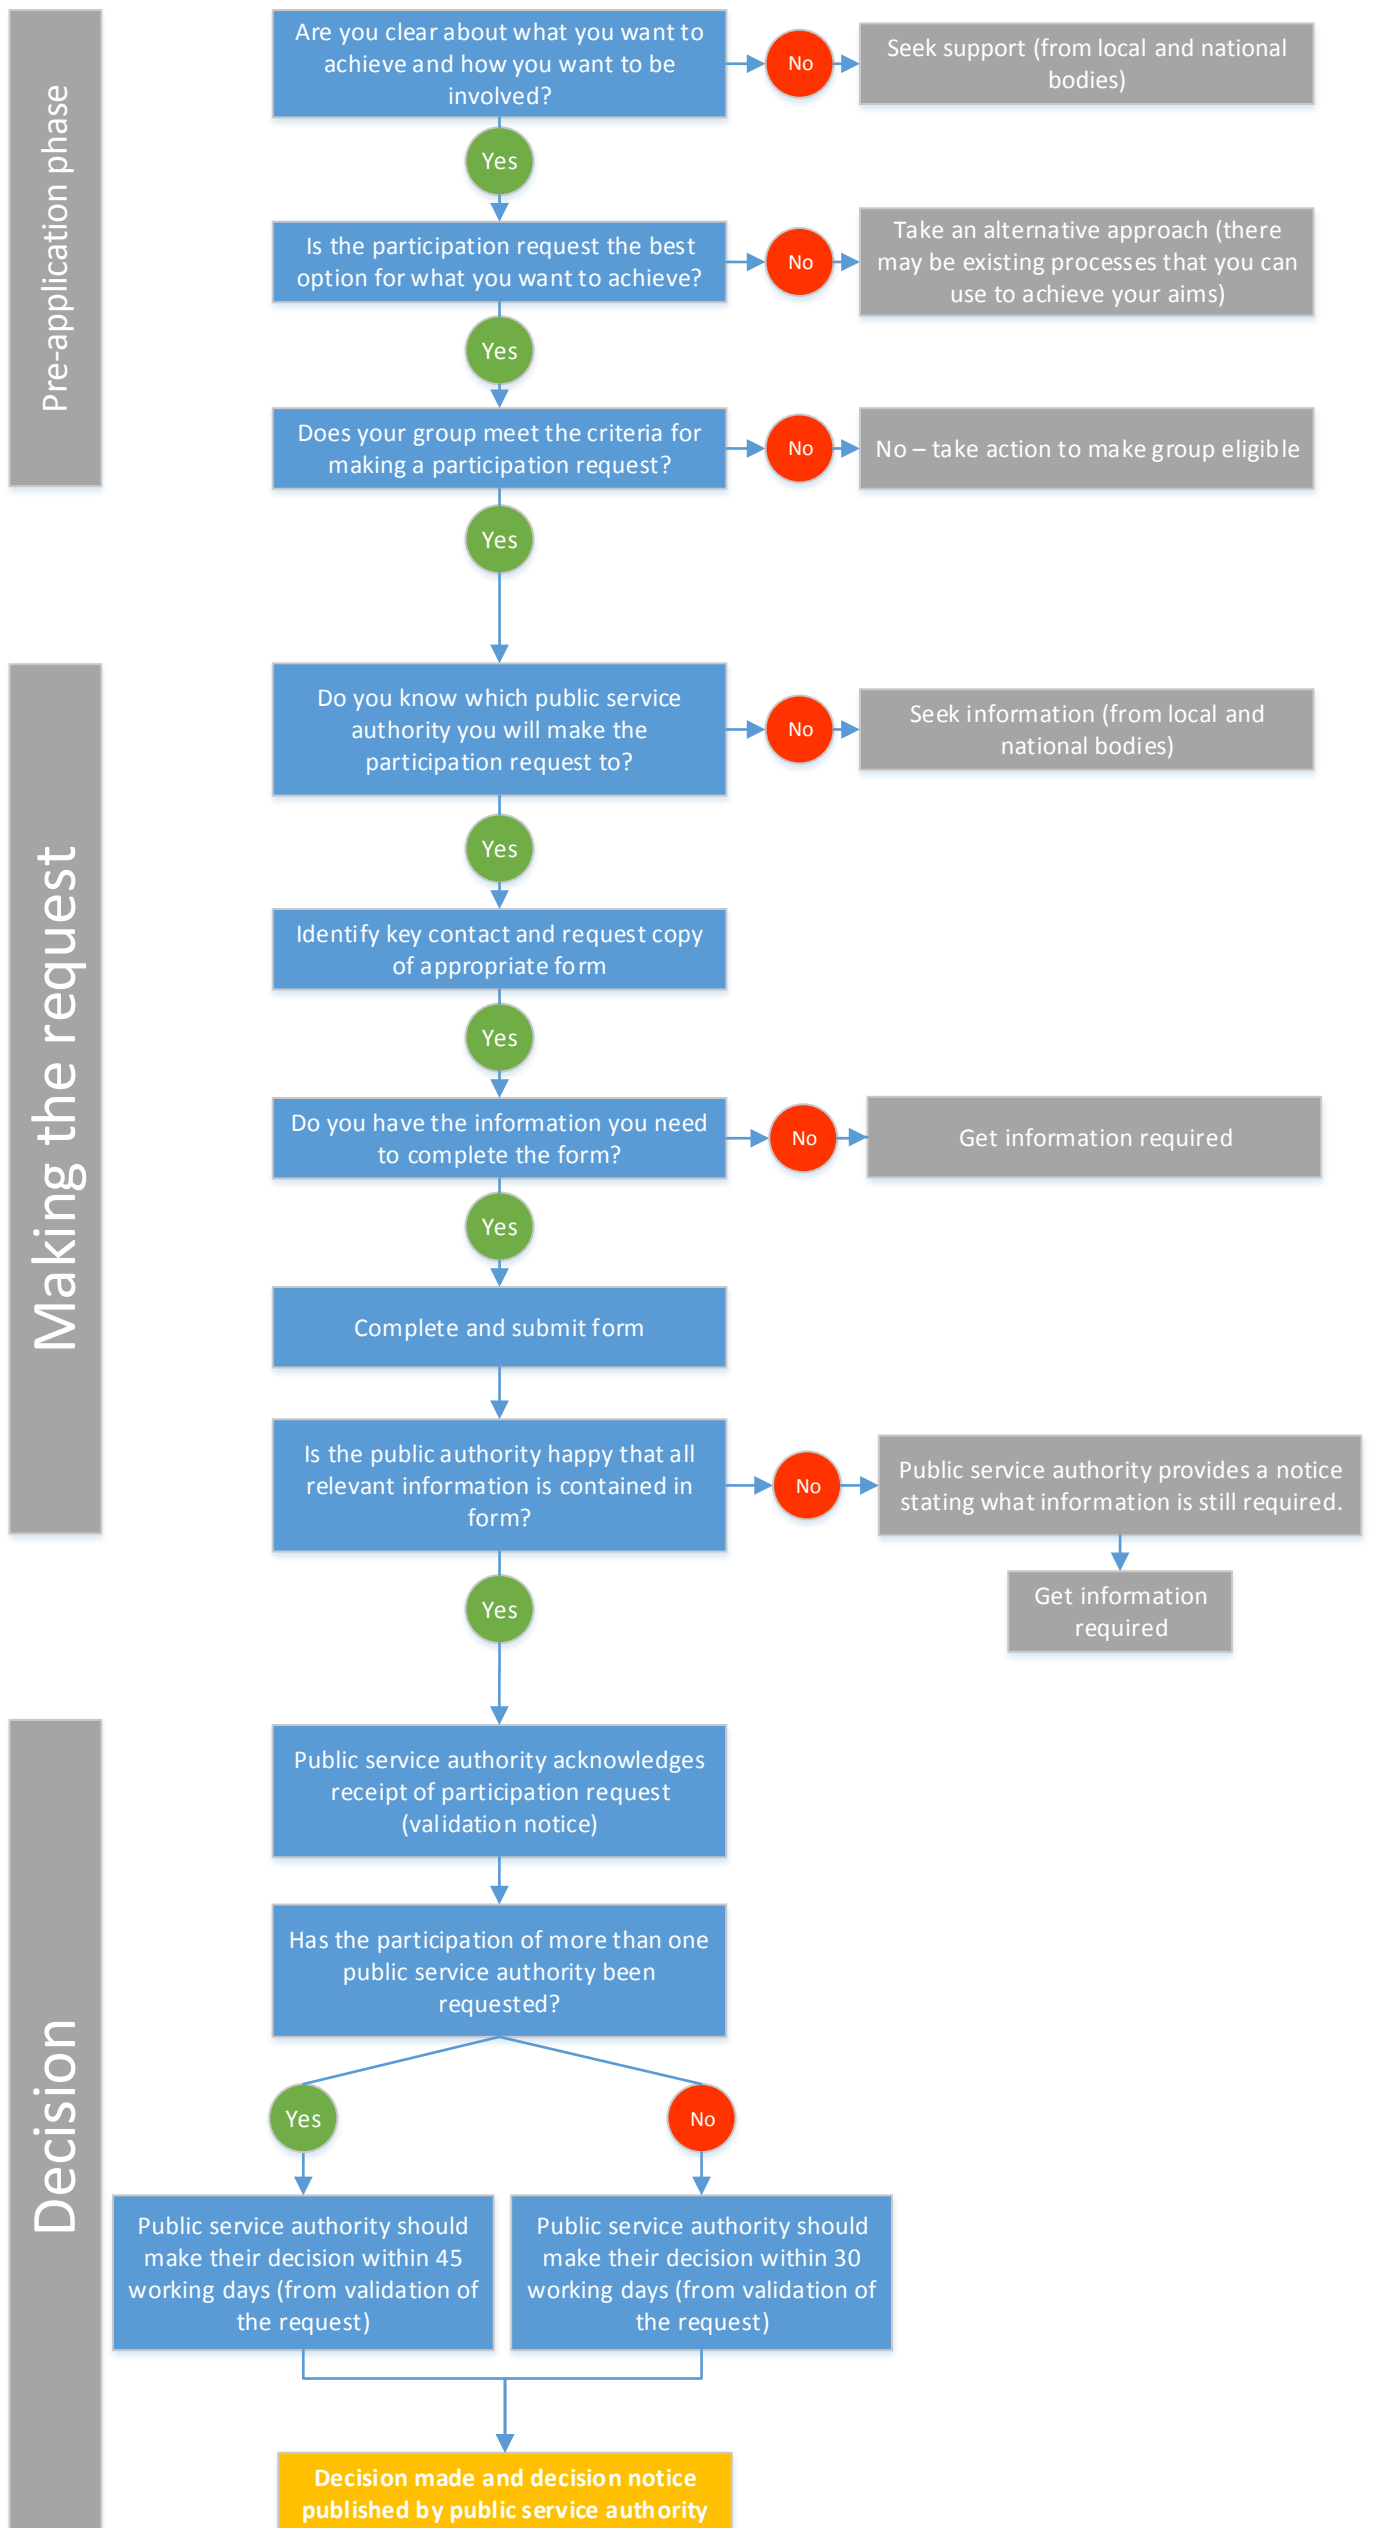 Pre-application phase
Are you clear about what you want to
achieve and how you want to be
involved?
No
Seek support (from local and national
bodies)
Yes
Is the participation request the best
option for what you want to achieve?
No
Take an alternative approach (there
may be existing processes that you can
use to achieve your aims)
Yes
Does your group meet the criteria for
making a participation request?
No
No – take action to make group eligible
Yes
Making the request
Do you know which public service
authority you will make the
participation request to?
No
Seek information (from local and
national bodies)
Yes
Identify key contact and request copy
of appropriate form
Yes
Do you have the information you need
to complete the form?
No
Get information required
Yes
Complete and submit form
Is the public authority happy that all
relevant information is contained in
form?
No
Public service authority provides a notice
stating what information is still required.
Get information
required
Yes
Decision
Public service authority acknowledges
receipt of participation request
(validation notice)
Has the participation of more than one
public service authority been
requested?
Yes
No
Public service authority should
make their decision within 45
working days (from validation of
the request)
Public service authority should
make their decision within 30
working days (from validation of
the request)
Decision made and decision notice
published by public service authority